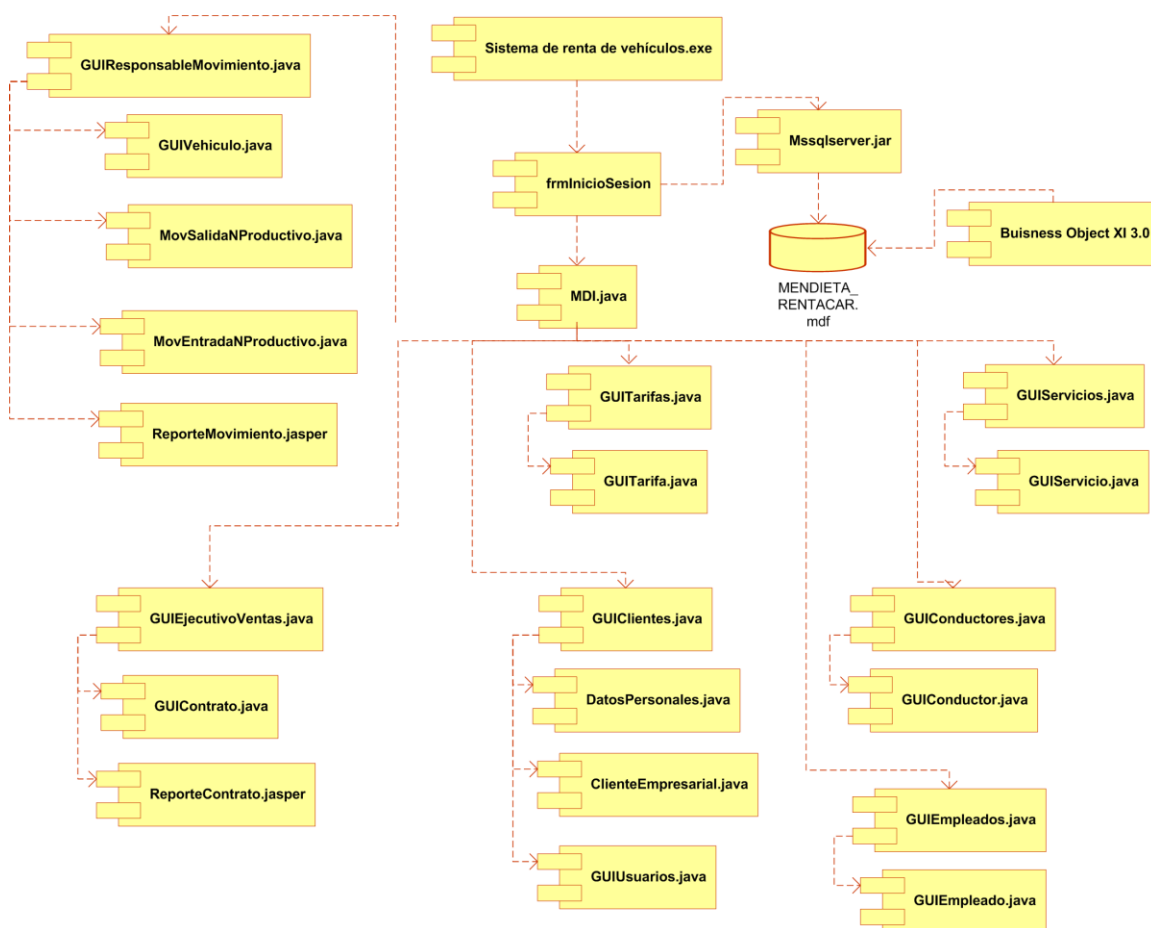 Sistema de renta de vehículos.exe
GUIResponsableMovimiento.java
GUIVehiculo.java
Mssqlserver.jar
frmInicioSesion
MovSalidaNProductivo.java
Buisness Object XI 3.0
MDI.java
MENDIETA_
RENTACAR.
mdf
MovEntradaNProductivo.java
GUITarifas.java
GUIServicios.java
ReporteMovimiento.jasper
GUITarifa.java
GUIServicio.java
GUIEjecutivoVentas.java
GUIClientes.java
GUIConductores.java
GUIContrato.java
DatosPersonales.java
GUIConductor.java
ReporteContrato.jasper
ClienteEmpresarial.java
GUIEmpleados.java
GUIUsuarios.java
GUIEmpleado.java